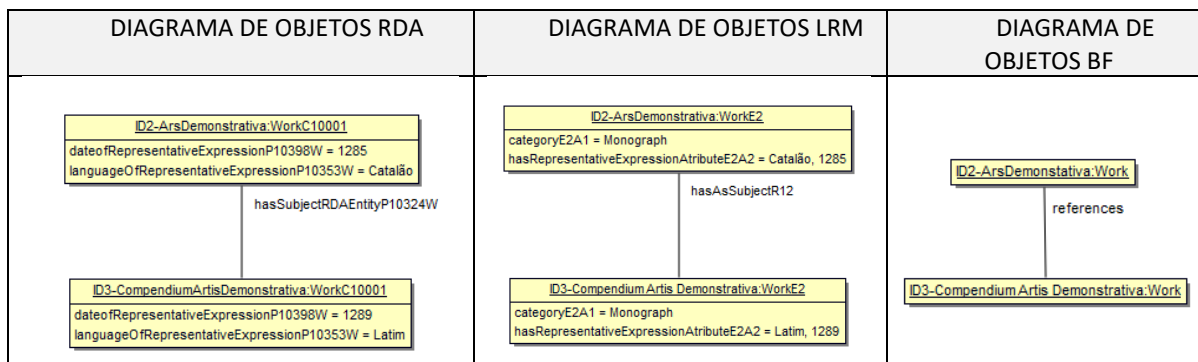 DIAGRAMA DE OBJETOS RDA
DIAGRAMA DE OBJETOS LRM
DIAGRAMA DE
OBJETOS BF
ID2-ArsDemonstrativa:WorkC10001
dateofRepresentativeExpressionP10398W = 1285
languageOfRepresentativeExpressionP10353W = Catalão
hasSubjectRDAEntityP10324W
ID3-CompendiumArtisDemonstrativa:WorkC10001
dateofRepresentativeExpressionP10398W = 1289
languageOfRepresentativeExpressionP10353W = Latim
ID2-ArsDemonstrativa:WorkE2
categoryE2A1 = Monograph
hasRepresentativeExpressionAtributeE2A2 = Catalão, 1285
hasAsSubjectR12
ID3-Compendium Artis Demonstrativa:WorkE2
categoryE2A1 = Monograph
hasRepresentativeExpressionAtributeE2A2 = Latim, 1289
ID2-ArsDemonstativa:Work
references
ID3-Compendium Artis Demonstrativa:Work